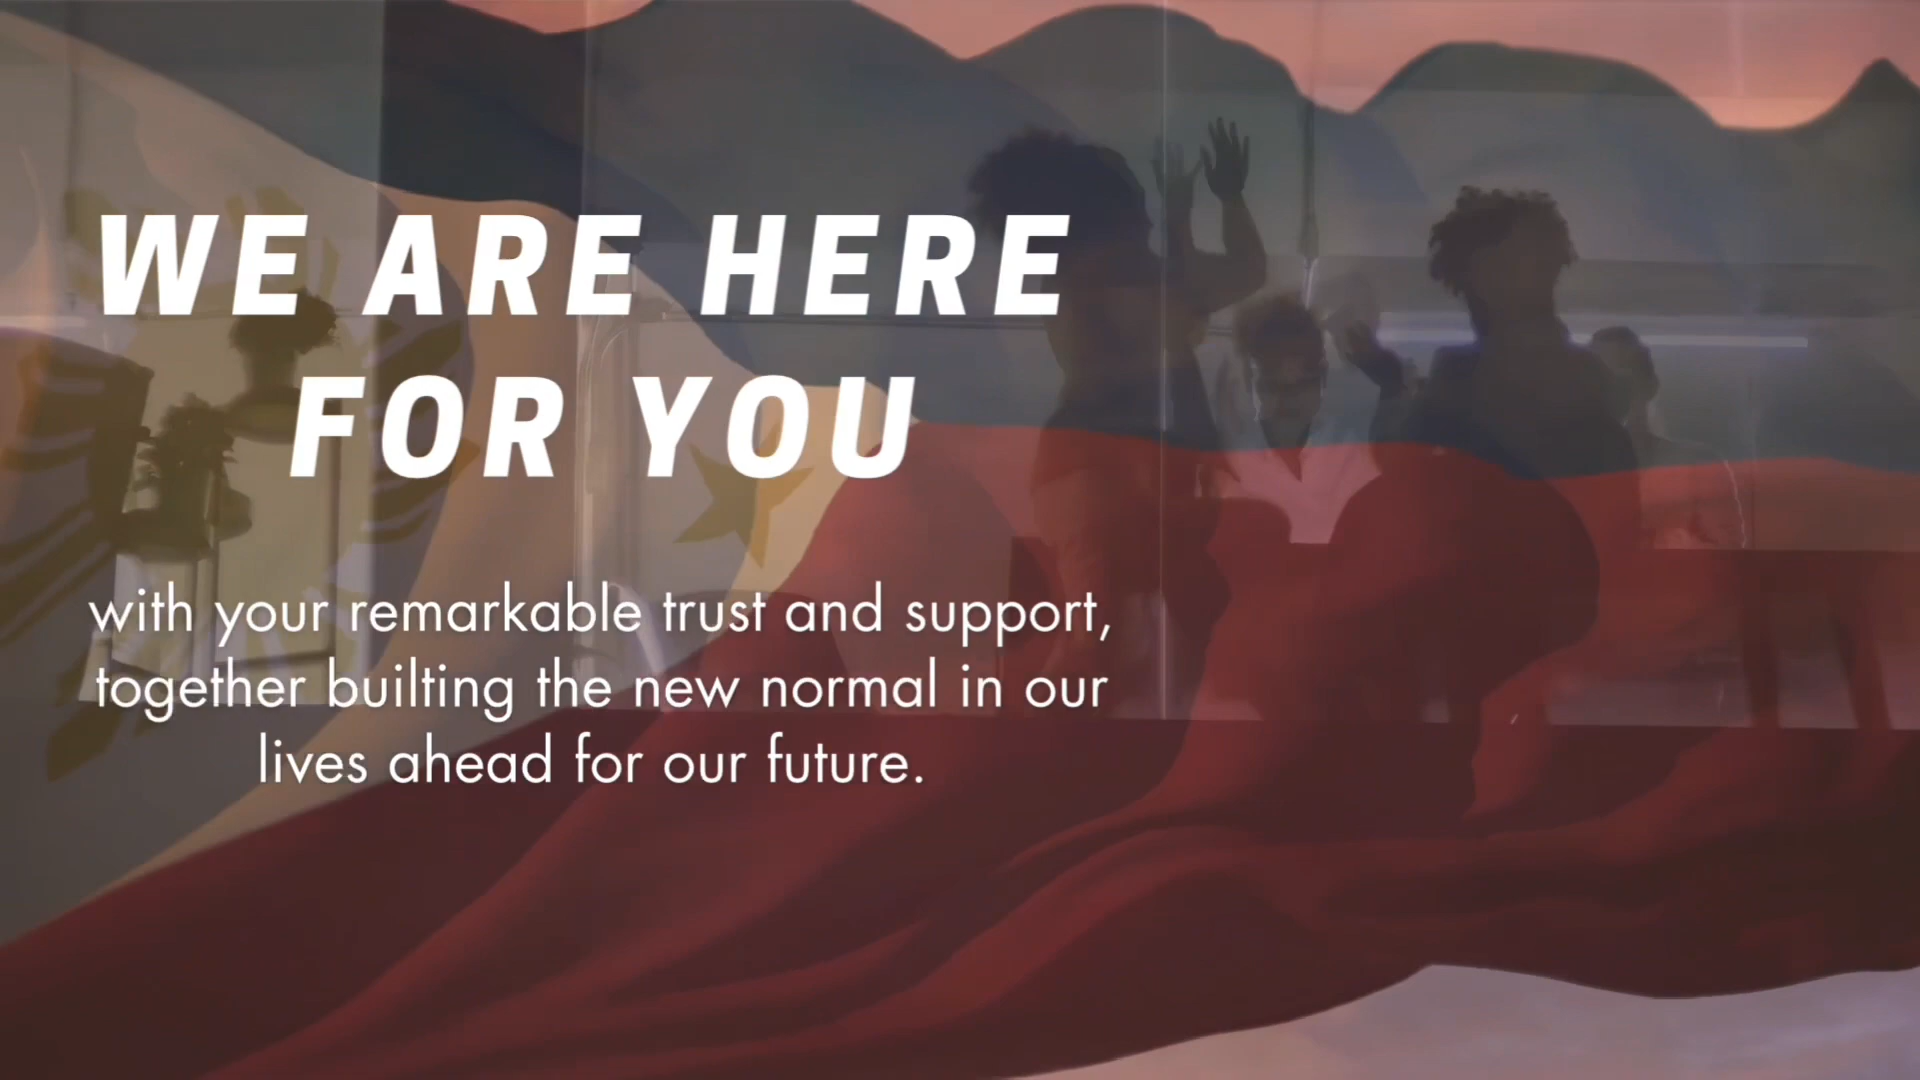 WE ARE HERE
FOR YOU
with your remarkable trust and support,
together builting the new normal in our
lives ahead for our future.